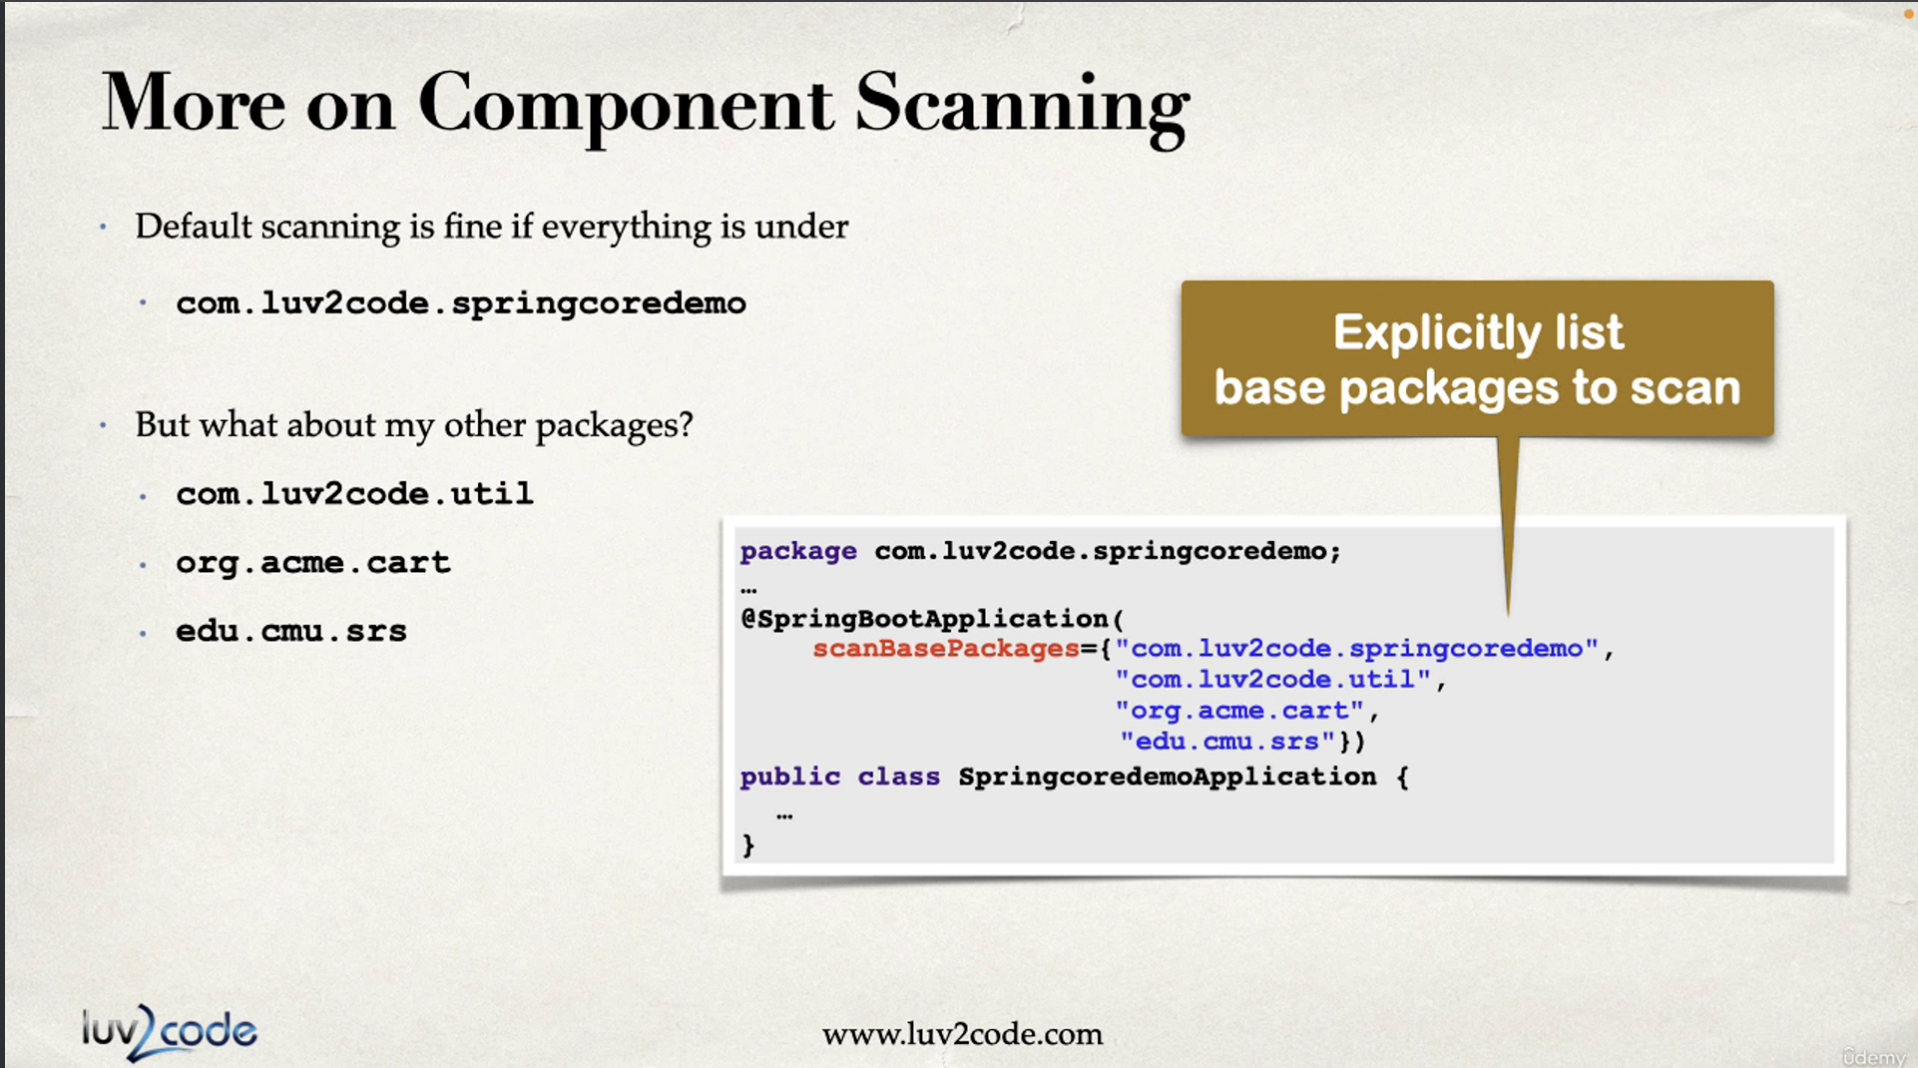 More on Component Scanning
• Default scanning is fine if everything is under
• com.luv2code.springcoredemo
• But what about my other packages?
• com.luv2code.util
• org.acme.cart
• edu.cmu.srs
Explicitly list
base packages to scan
package com.luv2code.springcoredemo;
…
@SpringBootApplication(
scanBasePackages={"com.luv2code.springcoredemo",
"com.luv2code.util",
"org.acme.cart",
"edu.cmu.srs"})
public class SpringcoredemoApplication {
…
}
luv2code
www.luv2code.com
ûdemy